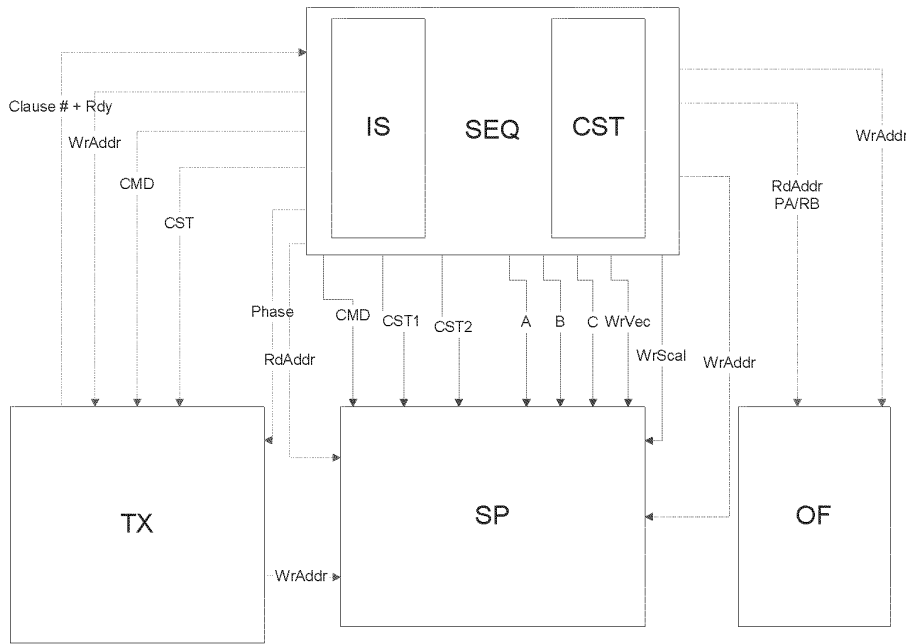 Clause # + Rdy
WrAddr
CMD
CST
Phase
RdAddr
IS
SEQ
CST
CMD
CST1
CST2
A
B
C
WrVec
WrScal
WrAddr
RdAddr
PA/RB
WrAddr
TX
WrAddr
SP
OF